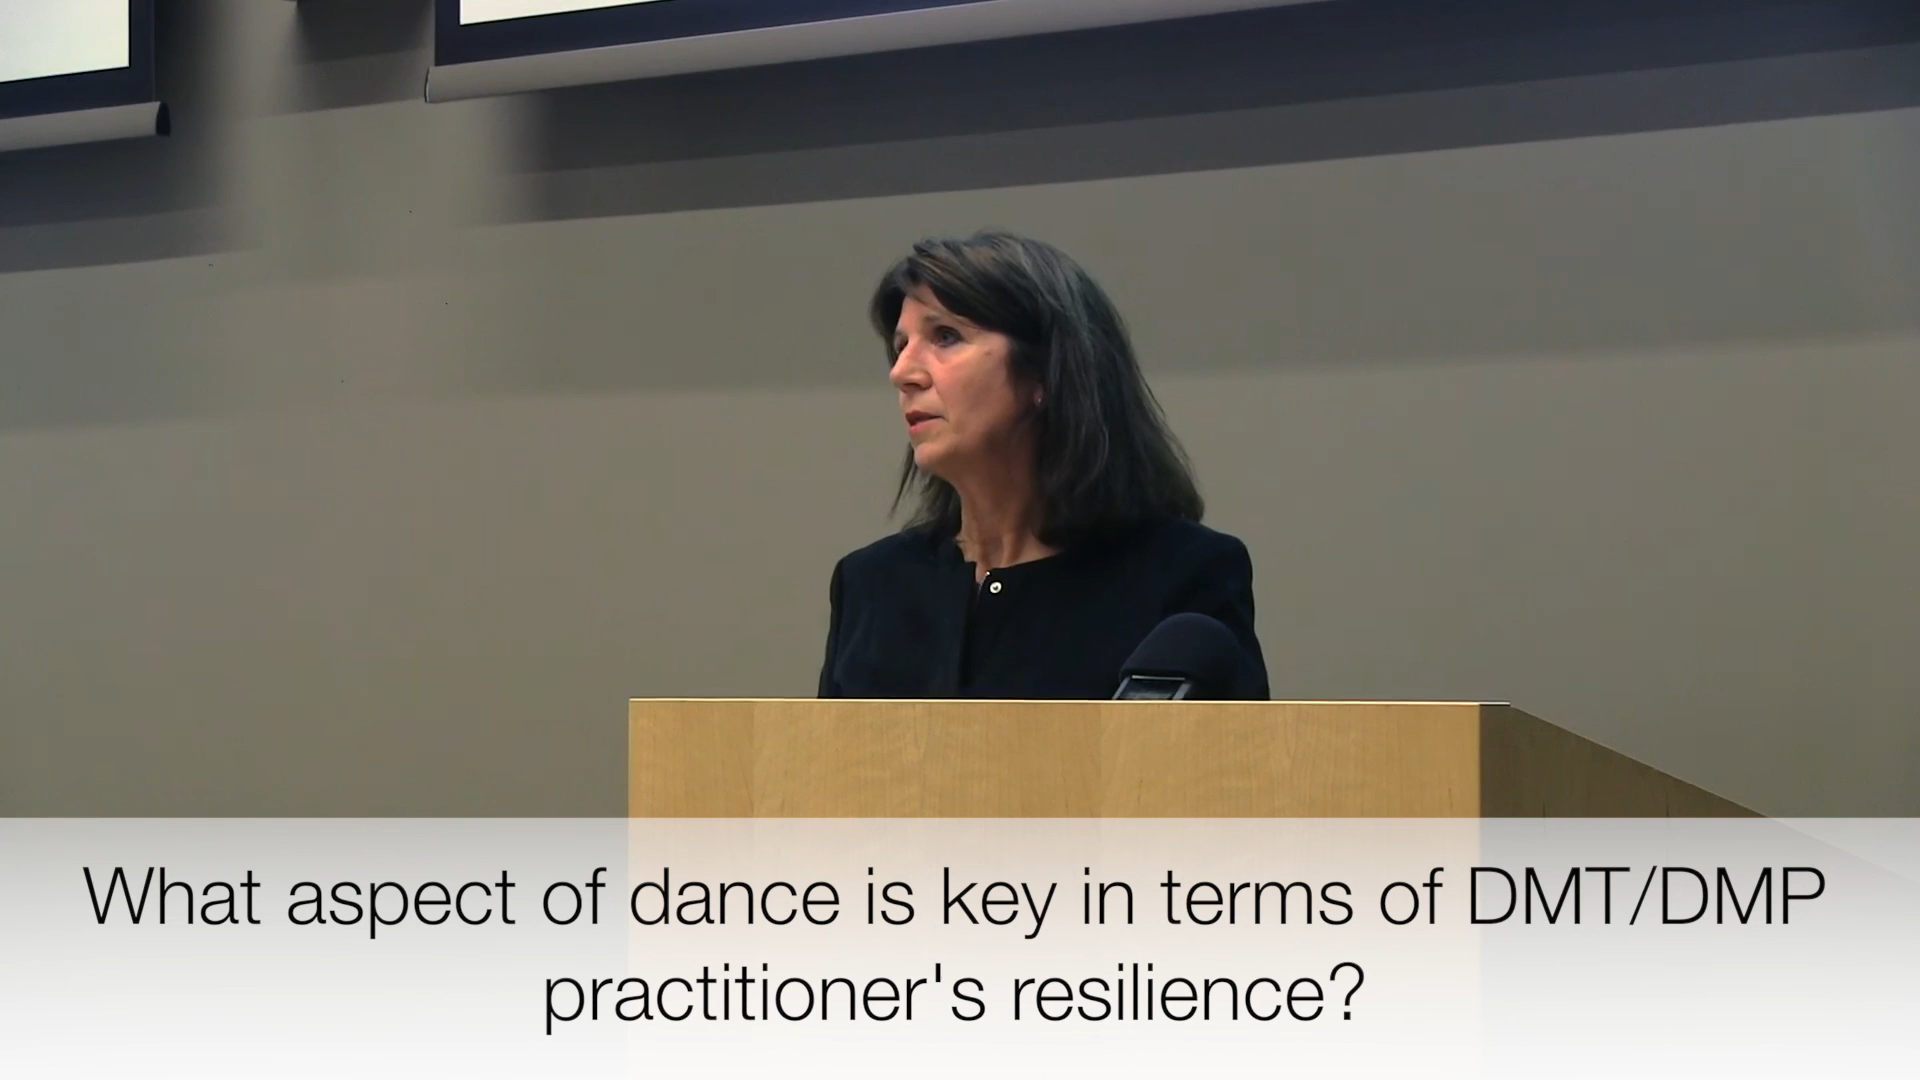 What aspect of dance is key in terms of DMT/DMP
practitioner's resilience?